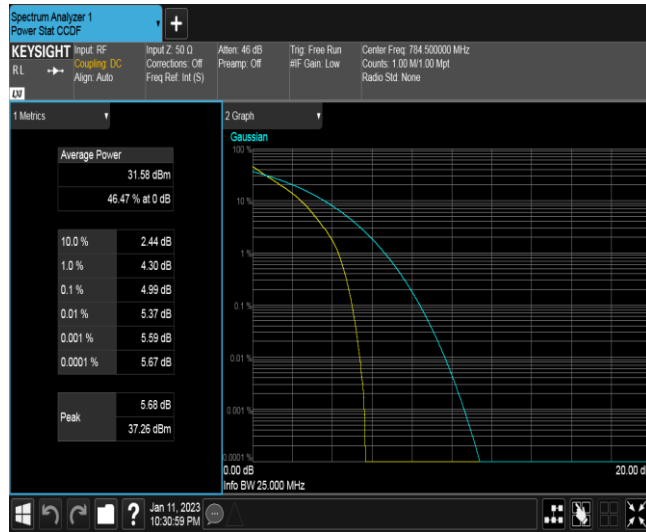 Spectrum Analyzer 1
Power Stat CCDF
+
KEYSIGHT
RL
LXI
Input: RF
Coupling: DC
Align: Auto
Input Z: 50 Ω
Corrections: Off
Freq Ref: Int (S)
Atten: 46 dB
Preamp: Off
Trig: Free Run
#IF Gain: Low
Center Freq: 784.500000 MHz
Counts: 1.00 M/1.00 Mpt
Radio Std: None
1 Metrics
Average Power
31.58 dBm
46.47 % at 0 dB
10.0 % 2.44 dB
1.0 % 4.30 dB
0.1 % 4.99 dB
0.01 % 5.37 dB
0.001 % 5.59 dB
0.0001 % 5.67 dB
Peak
5.68 dB
37.26 dBm
2 Graph
Gaussian
100 %
10 %
1 %
0.1 %
0.01 %
0.001 %
0.0001 %
0.00 dB
20.00 d
Info BW 25.000 MHz
?
Jan 11, 2023
10:30:59 PM